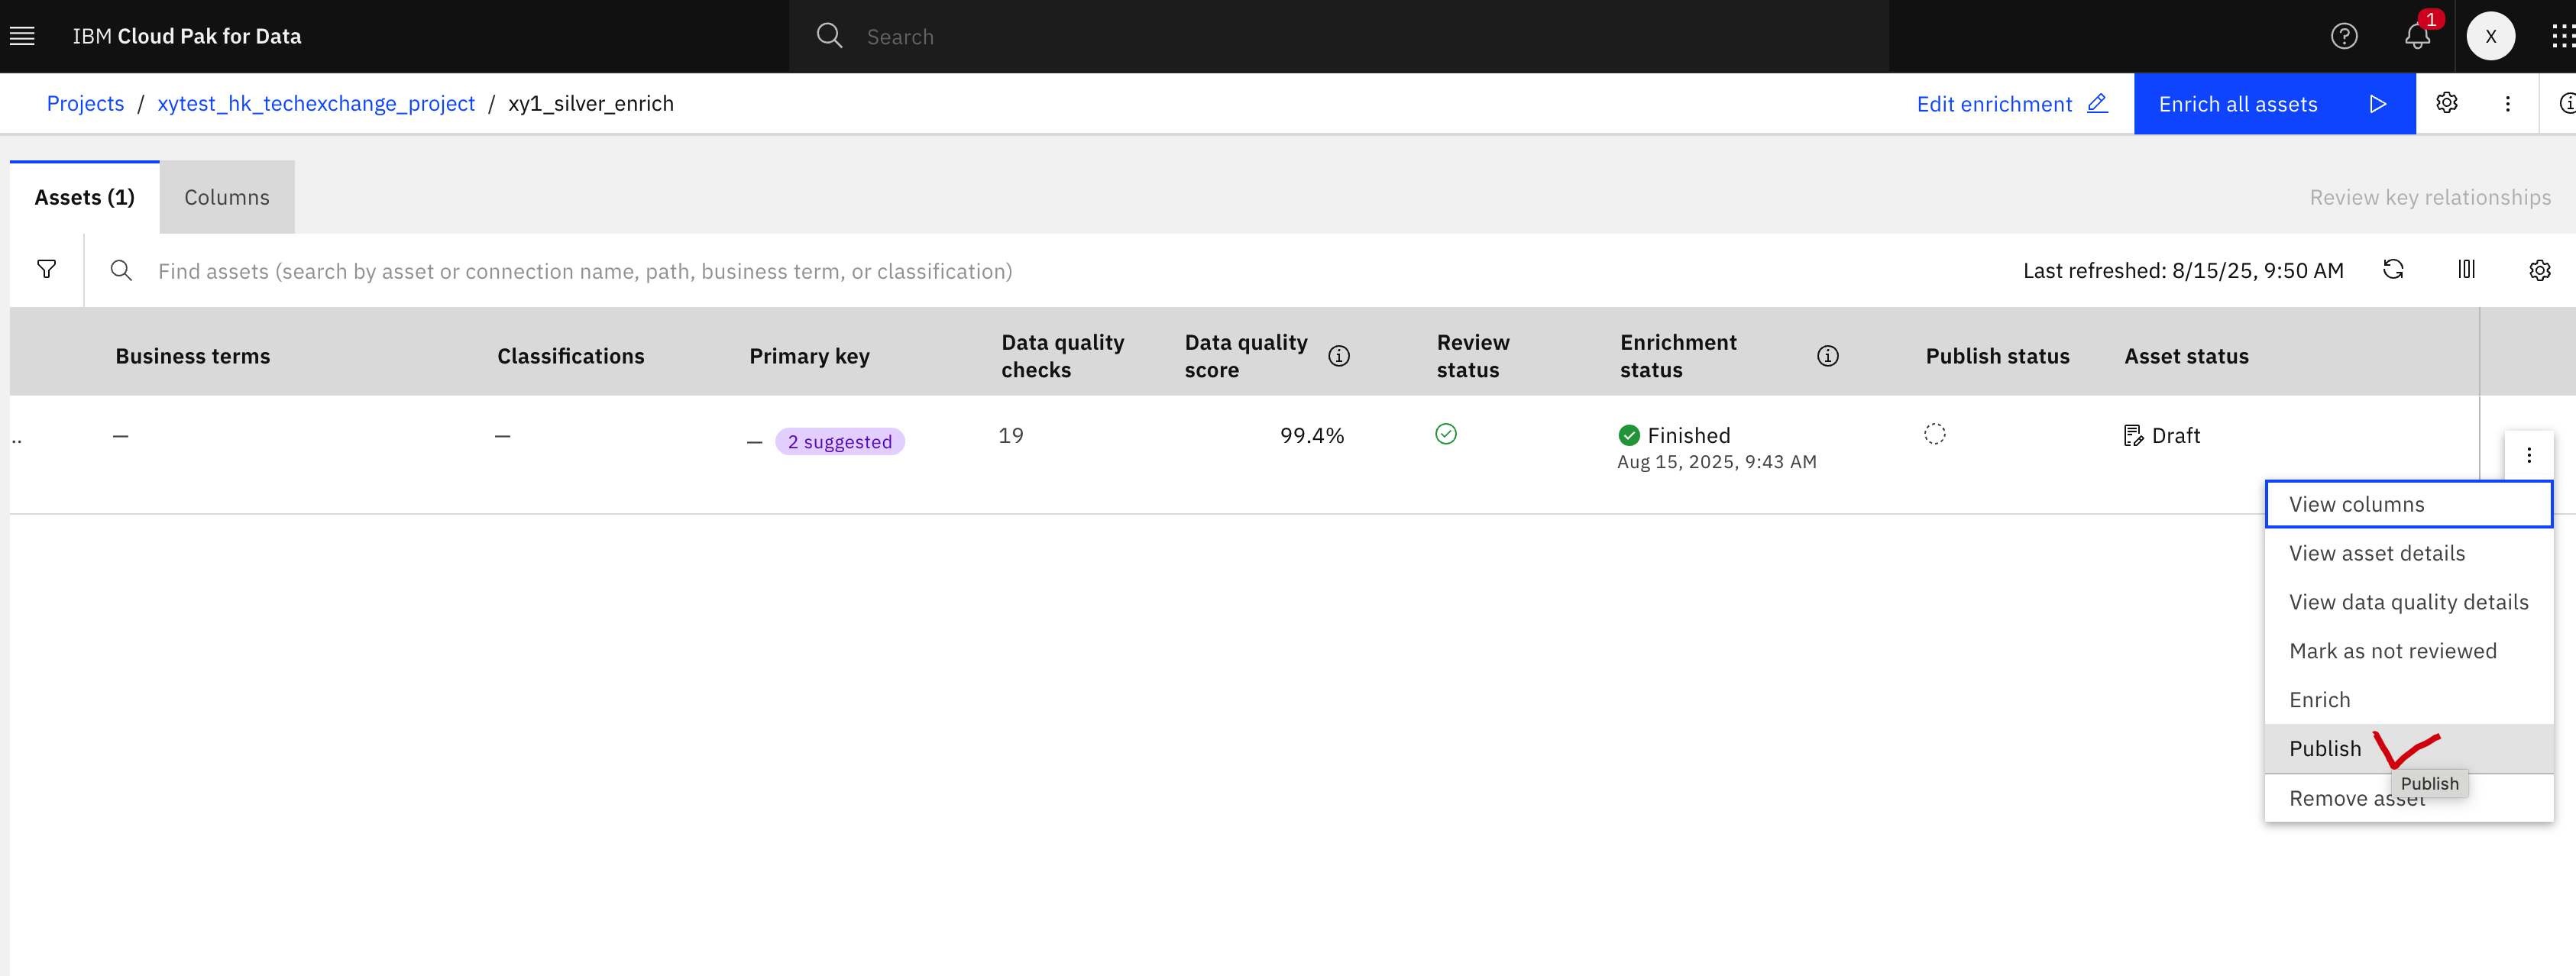 IBM Cloud Pak for Data
Search
1
X
Projects / xytest_hk_techexchange_project / xy1_silver_enrich
Edit enrichment
Enrich all assets
Assets (1)
Columns
Review key relationships
Find assets (search by asset or connection name, path, business term, or classification)
Last refreshed: 8/15/25, 9:50 AM
Business terms
Classifications
Primary key
Data quality
checks
Data quality
score
Review
status
Enrichment
status
Publish status
Asset status
..
—
—
— 2 suggested
19
99.4%
Finished
Aug 15, 2025, 9:43 AM
Draft
View columns
View asset details
View data quality details
Mark as not reviewed
Enrich
Publish
Publish
Remove asset